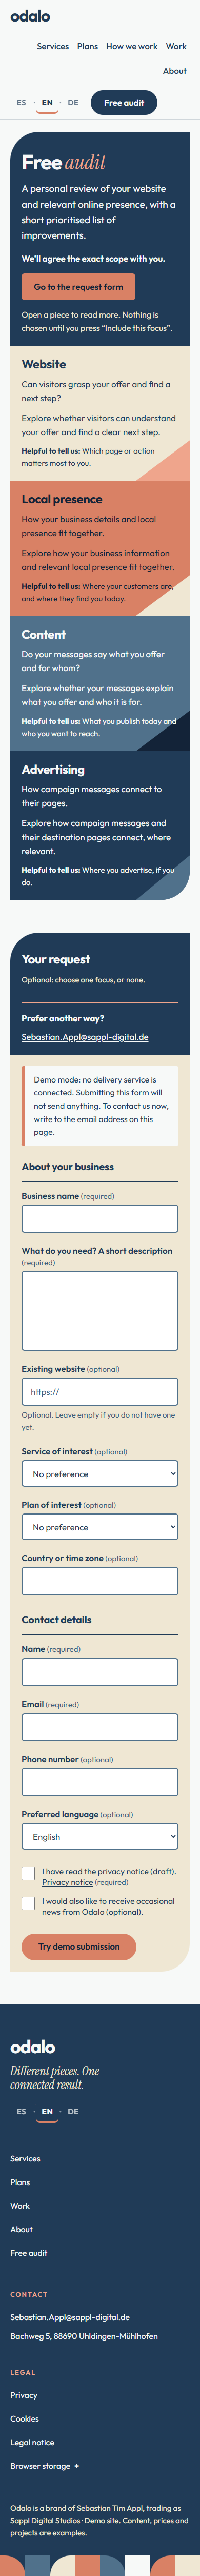 odalo
Services Plans How we work Work
About
ES · EN · DE Free audit
Free audit
A personal review of your website
and relevant online presence, with a
short prioritised list of
improvements.
We'll agree the exact scope with you.
Go to the request form
Open a piece to read more. Nothing is
chosen until you press "Include this focus".
Website
Can visitors grasp your offer and find a
next step?
Explore whether visitors can understand
your offer and find a clear next step.
Helpful to tell us: Which page or action
matters most to you.
Local presence
How your business details and local
presence fit together.
Explore how your business information
and relevant local presence fit together.
Helpful to tell us: Where your customers are,
and where they find you today.
Content
Do your messages say what you offer
and for whom?
Explore whether your messages explain
what you offer and who it is for.
Helpful to tell us: What you publish today and
who you want to reach.
Advertising
How campaign messages connect to
their pages.
Explore how campaign messages and
their destination pages connect, where
relevant.
Helpful to tell us: Where you advertise, if you
do.
Your request
Optional: choose one focus, or none.
Prefer another way?
Sebastian.Appl@sappl-digital.de
Demo mode: no delivery service is
connected. Submitting this form will
not send anything. To contact us now,
write to the email address on this
page.
About your business
Business name (required)
What do you need? A short description
(required)
Existing website (optional)
https://
Optional. Leave empty if you do not have one
yet.
Service of interest (optional)
No preference
Plan of interest (optional)
No preference
Country or time zone (optional)
Contact details
Name (required)
Email (required)
Phone number (optional)
Preferred language (optional)
English
I have read the privacy notice (draft).
Privacy notice (required)
I would also like to receive occasional
news from Odalo (optional).
Try demo submission
odalo
Different pieces. One
connected result.
ES · EN · DE
Services
Plans
Work
About
Free audit
CONTACT
Sebastian.Appl@sappl-digital.de
Bachweg 5, 88690 Uhldingen-Mühlhofen
LEGAL
Privacy
Cookies
Legal notice
Browser storage +
Odalo is a brand of Sebastian Tim Appl, trading as
Sappl Digital Studios · Demo site. Content, prices and
projects are examples.